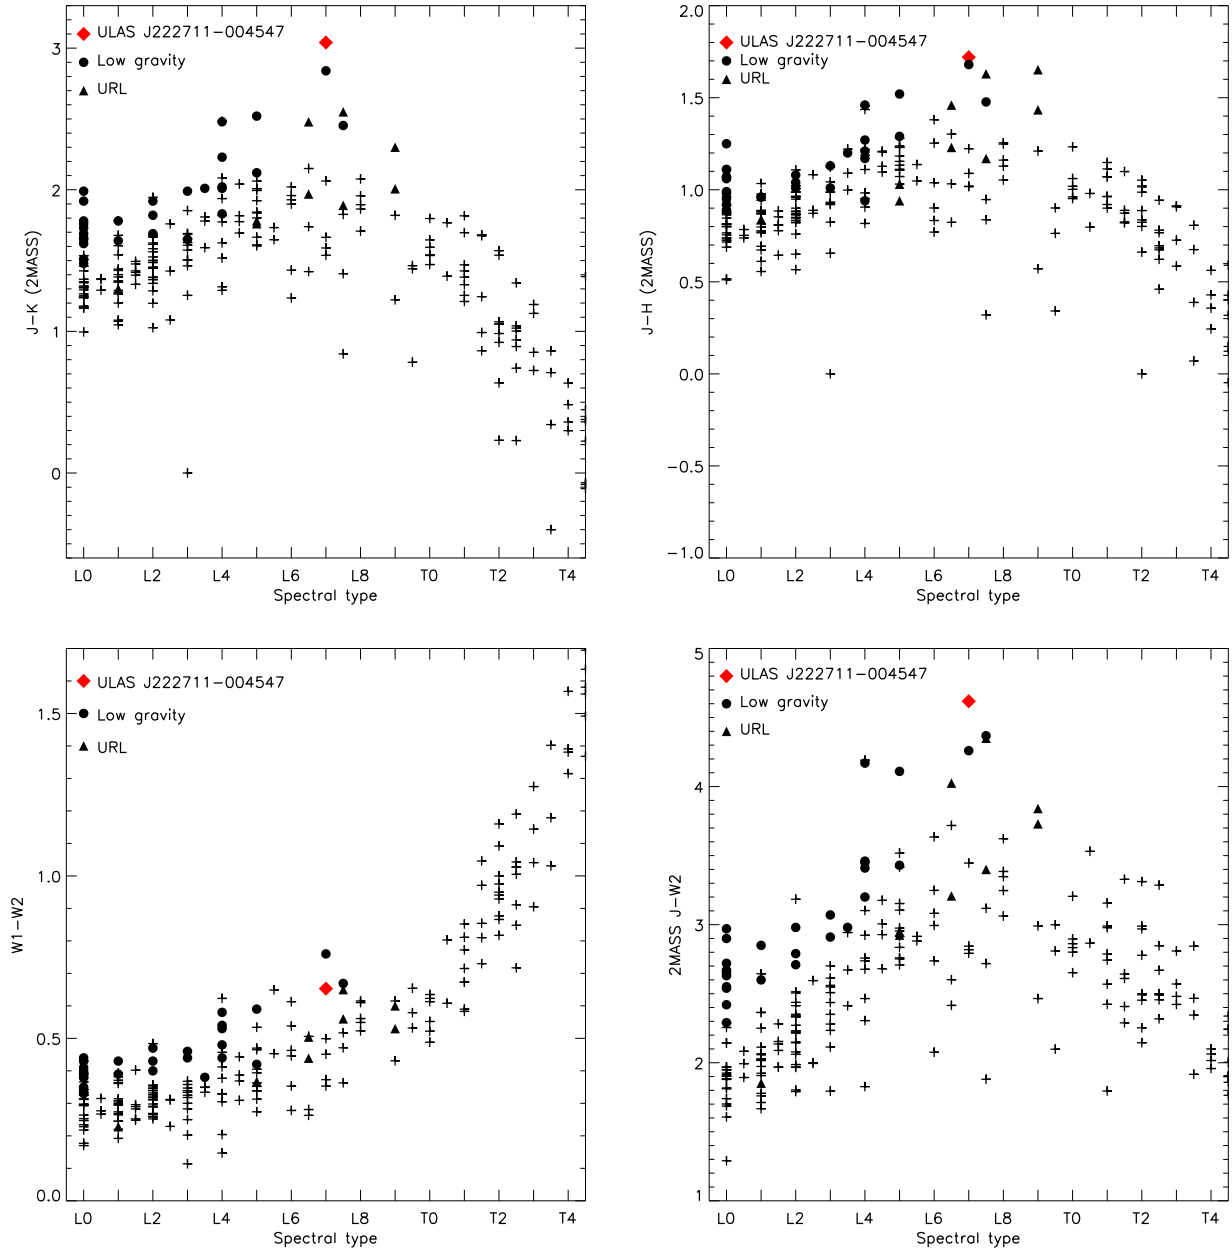 ULAS J222711-004547
Low gravity
URL
3
2
1
0
J-K (2MASS)
L0 L2 L4 L6 L8 T0 T2 T4
Spectral type
ULAS J222711-004547
Low gravity
URL
2.0
1.5
1.0
0.5
0.0
-0.5
-1.0
J-H (2MASS)
L0 L2 L4 L6 L8 T0 T2 T4
Spectral type
ULAS J222711-004547
Low gravity
URL
1.5
1.0
0.5
0.0
W1-W2
L0 L2 L4 L6 L8 T0 T2 T4
Spectral type
ULAS J222711-004547
Low gravity
URL
5
4
3
2
1
2MASS J-W2
L0 L2 L4 L6 L8 T0 T2 T4
Spectral type